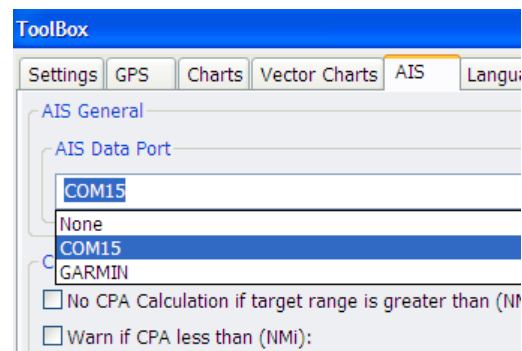 ToolBox
Settings GPS Charts Vector Charts AIS
AIS General
AIS Data Port
COM15
None
COM15
GARMIN
No CPA Calculation if target range is greater than
Warn if CPA less than (NMi):